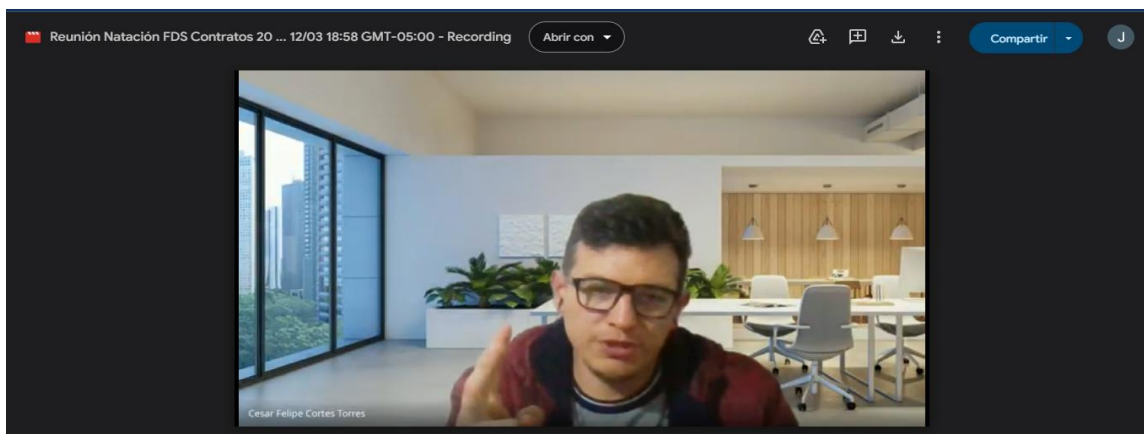 Reunión Natación FDS Contratos 20 ... 12/03 18:58 GMT-05:00 - Recording
Abrir con
Compartir
J
Cesar Felipe Cortes Torres